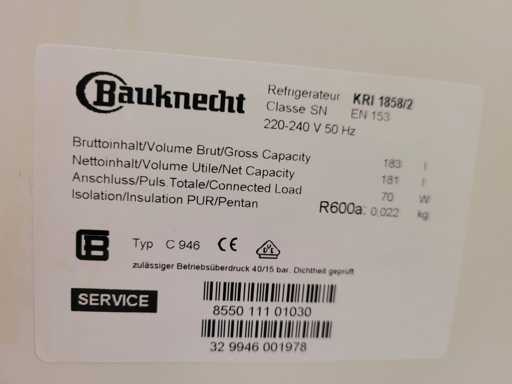 Bauknecht
Refrigerateur KRI 1858/2
Classe SN EN 153
220-240 V 50 Hz
Bruttoinhalt/Volume Brut/Gross Capacity 183 l
Nettoinhalt/Volume Utile/Net Capacity 181 l
Anschluss/Puls Totale/Connected Load 70 W
Isolation/Insulation PUR/Pentan R600a: 0,022 kg
Typ C 946 CE
zulässiger Betriebsüberdruck 40/15 bar. Dichtheit geprüft
SERVICE
8550 111 01030
32 9946 001978